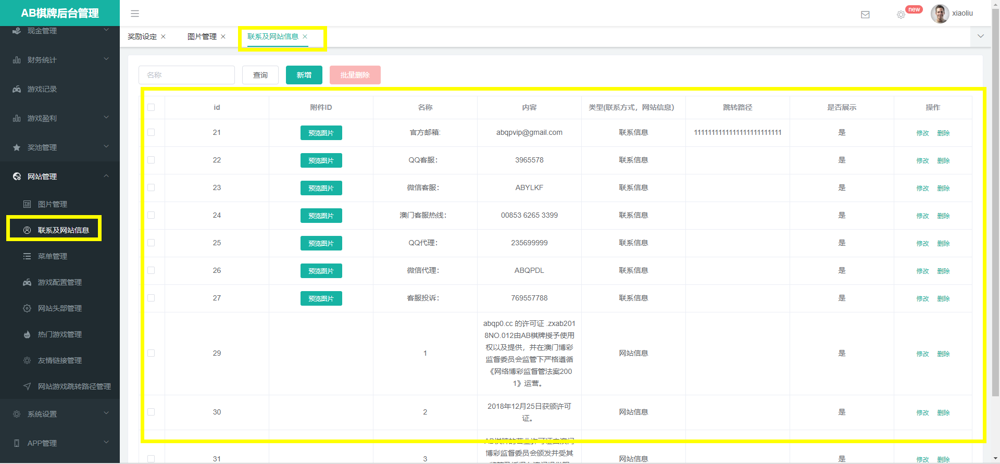 AB棋牌后台管理
new
xiaoliu
现金管理
财务统计
游戏记录
游戏盈利
奖池管理
网站管理
图片管理
联系及网站信息
菜单管理
游戏配置管理
网站头部管理
热门游戏管理
友情链接管理
网站游戏跳转路径管理
系统设置
APP管理
奖励设定 图片管理 联系及网站信息
名称 查询 新增 批量删除
id 附件ID 名称 内容 类型(联系方式，网站信息) 跳转路径 是否展示 操作
21 预览图片 官方邮箱: abqpvip@gmail.com 联系信息 1111111111111111111111111 是 修改 删除
22 预览图片 QQ客服： 3965578 联系信息 是 修改 删除
23 预览图片 微信客服： ABYLKF 联系信息 是 修改 删除
24 预览图片 澳门客服热线： 00853 6265 3399 联系信息 是 修改 删除
25 预览图片 QQ代理： 235699999 联系信息 是 修改 删除
26 预览图片 微信代理： ABQPDL 联系信息 是 修改 删除
27 预览图片 客服投诉： 769557788 联系信息 是 修改 删除
abqp0.cc 的许可证 .zxab201
8NO.012由AB棋牌授予使用
权以及提供，并在澳门博彩
29 1 监督委员会监管下严格遵循 网站信息 是 修改 删除
《网络博彩监督管法案200
1》运营。
2018年12月25日获颁许可
30 2 网站信息 是 修改 删除
证。
博彩监督委员会颁发并受其
31 3 网站信息 是 修改 删除